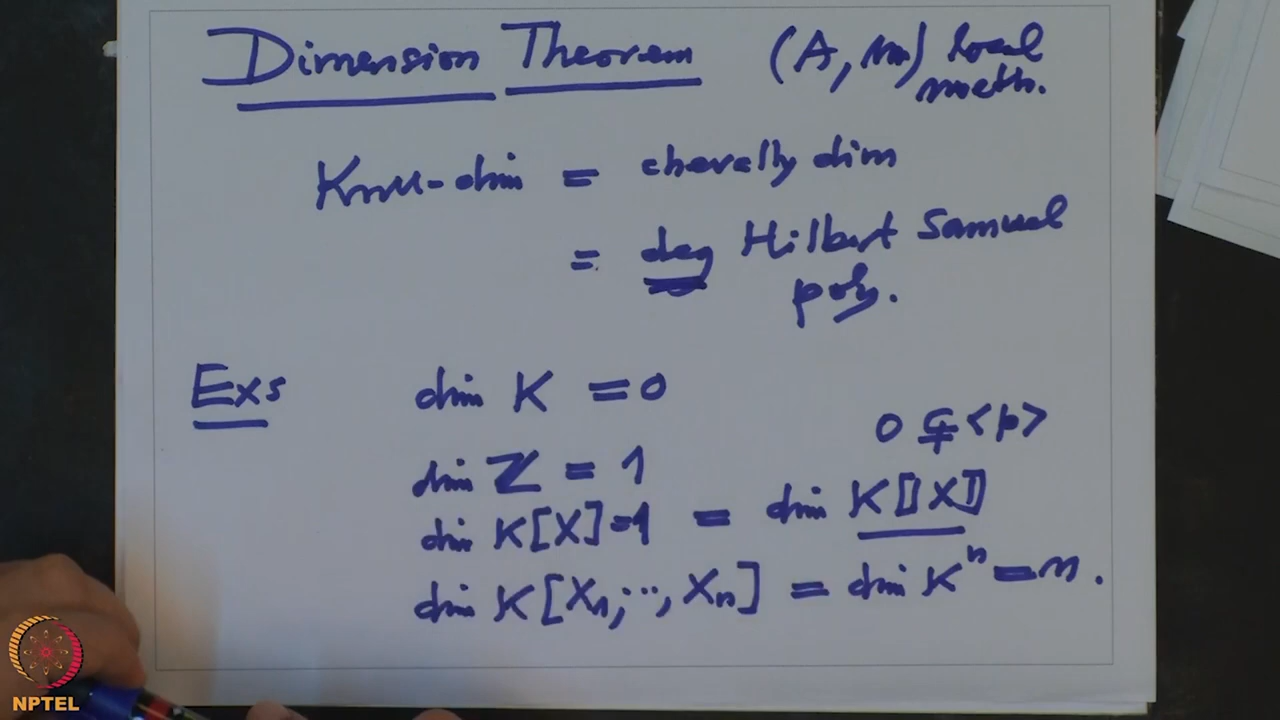 Dimension Theorem (A, m) local
noeth.
Krull-dim = chevally dim
= deg Hilbert Samuel
poly.
Exs dim K = 0
0 ⊊ <p>
dim ℤ = 1
dim K[X]=1 = dim K⟦X⟧
dim K[X₁,⋯,Xₙ] = dim Kⁿ = n.
NPTEL